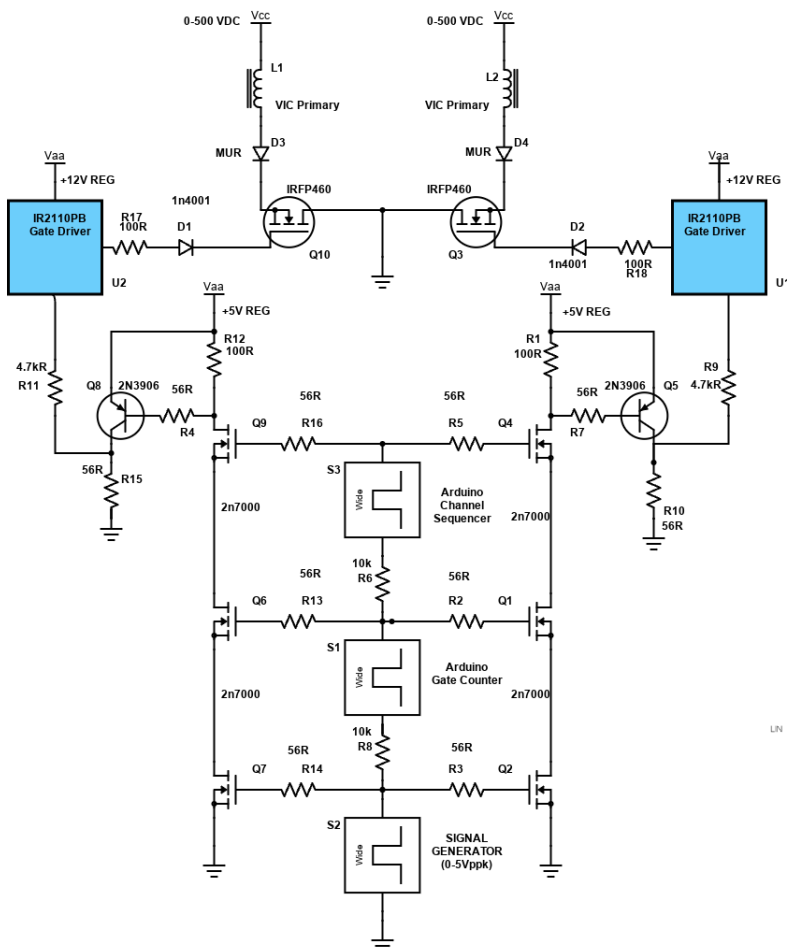 0-500 VDC
Vcc
0-500 VDC
Vcc
L1
L2
VIC Primary
VIC Primary
D3
D4
MUR
MUR
Vaa
Vaa
+12V REG
+12V REG
IRFP460
IRFP460
1n4001
IR2110PB
Gate Driver
R17
100R
D1
D2
IR2110PB
Gate Driver
Q10
Q3
1n4001
100R
R18
U2
U1
Vaa
Vaa
+5V REG
+5V REG
R12
100R
R1
100R
4.7kR
R11
Q8
2N3906
56R
56R
56R
56R
2N3906
Q5
R9
4.7kR
R4
Q9
R16
R5
Q4
R7
56R
R15
S3
Wide
Arduino
Channel
Sequencer
R10
56R
2n7000
2n7000
56R
10k
R6
56R
Q6
R13
R2
Q1
S1
Wide
Arduino
Gate Counter
2n7000
2n7000
LIN
56R
10k
R8
56R
Q7
R14
R3
Q2
S2
Wide
SIGNAL
GENERATOR
(0-5Vppk)